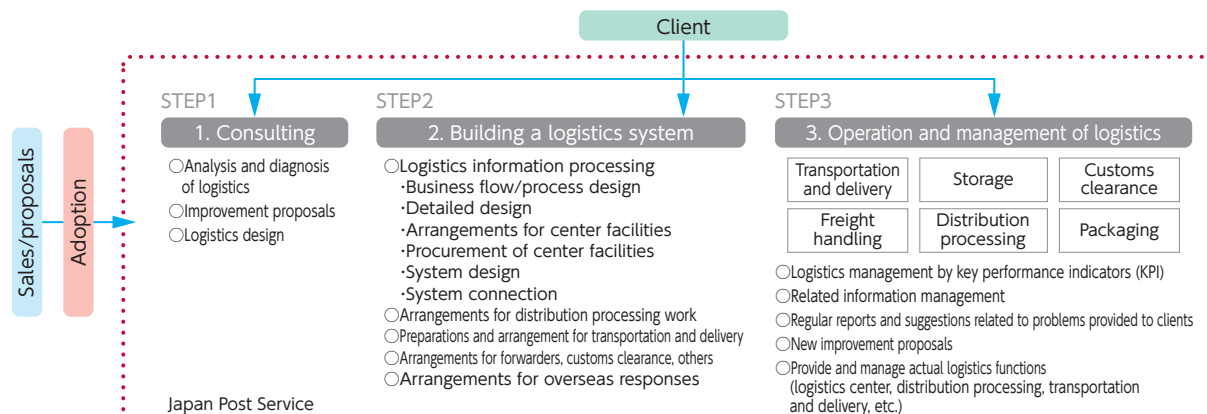 Client
Sales/proposals
Adoption
STEP1
1. Consulting
○Analysis and diagnosis
of logistics
○Improvement proposals
○Logistics design
STEP2
2. Building a logistics system
○Logistics information processing
·Business flow/process design
·Detailed design
·Arrangements for center facilities
·Procurement of center facilities
·System design
·System connection
○Arrangements for distribution processing work
○Preparations and arrangement for transportation and delivery
○Arrangements for forwarders, customs clearance, others
○Arrangements for overseas responses
STEP3
3. Operation and management of logistics
Transportation
and delivery
Storage
Customs
clearance
Freight
handling
Distribution
processing
Packaging
○Logistics management by key performance indicators (KPI)
○Related information management
○Regular reports and suggestions related to problems provided to clients
○New improvement proposals
○Provide and manage actual logistics functions
(logistics center, distribution processing, transportation
and delivery, etc.)
Japan Post Service